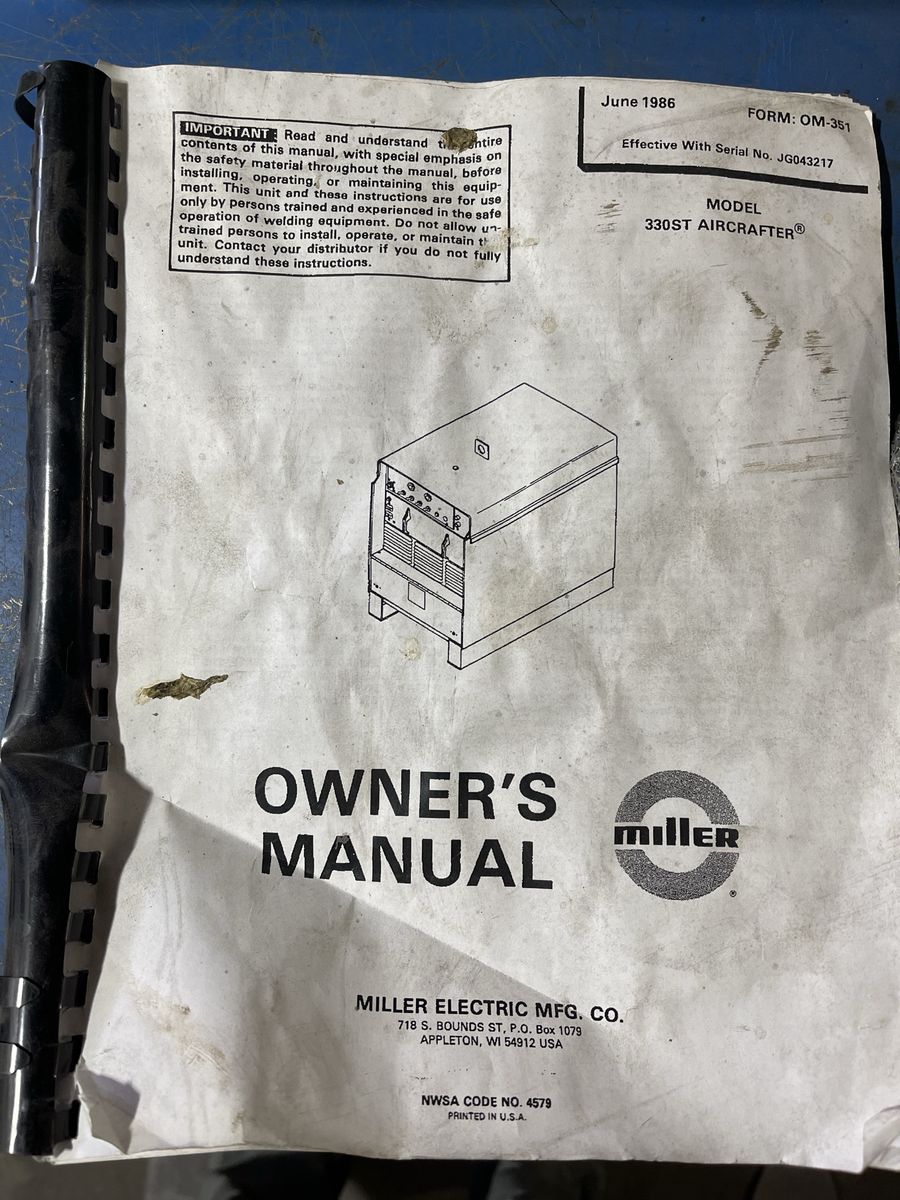 IMPORTANT: Read and understand the entire
contents of this manual, with special emphasis on
the safety material throughout the manual, before
installing, operating, or maintaining this equip-
ment. This unit and these instructions are for use
only by persons trained and experienced in the safe
operation of welding equipment. Do not allow un-
trained persons to install, operate, or maintain th
unit. Contact your distributor if you do not fully
understand these instructions.
June 1986
FORM: OM-351
Effective With Serial No. JG043217
MODEL
330ST AIRCRAFTER®
OWNER'S
MANUAL
miller®
MILLER ELECTRIC MFG. CO.
718 S. BOUNDS ST, P.O. Box 1079
APPLETON, WI 54912 USA
NWSA CODE NO. 4579
PRINTED IN U.S.A.